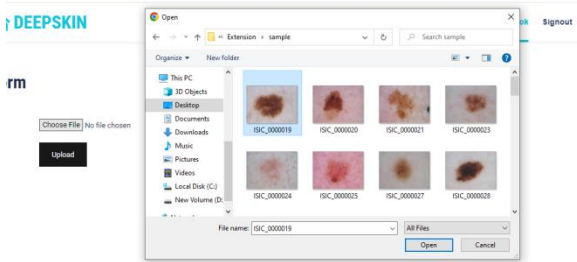 DEEPSKIN
Open
ok
Signout
Extension › sample
Search sample
Organize
New folder
rm
This PC
3D Objects
Desktop
Documents
Downloads
Music
Pictures
Videos
Local Disk (C:)
New Volume (D:
Choose File No file chosen
Upload
ISIC_0000019
ISIC_0000020
ISIC_0000021
ISIC_0000023
ISIC_0000024
ISIC_0000025
ISIC_0000027
ISIC_0000028
File name: ISIC_0000019
All Files
Open
Cancel